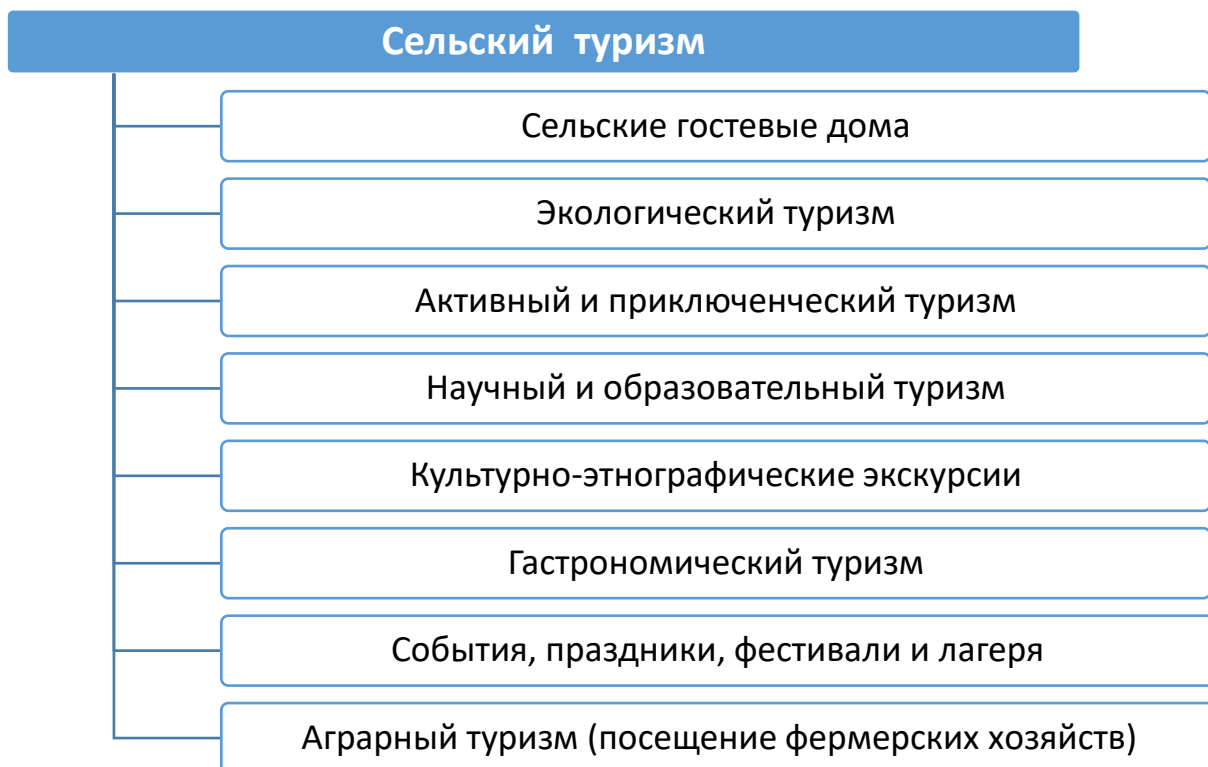 Сельский туризм
Сельские гостевые дома
Экологический туризм
Активный и приключенческий туризм
Научный и образовательный туризм
Культурно-этнографические экскурсии
Гастрономический туризм
События, праздники, фестивали и лагеря
Аграрный туризм (посещение фермерских хозяйств)